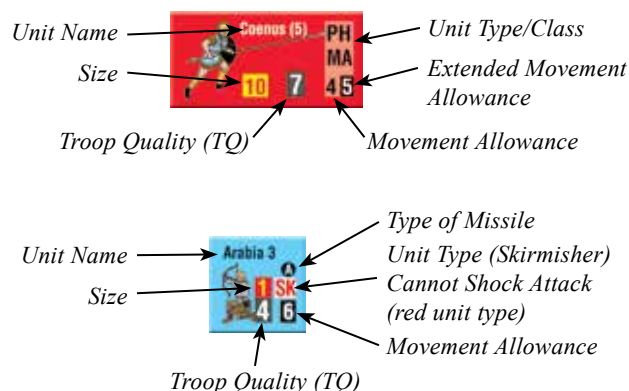 Unit Name
Size
Troop Quality (TQ)
Coenus (5)
PH
MA
10
7
4 5
Unit Type/Class
Extended Movement
Allowance
Movement Allowance
Unit Name
Size
Troop Quality (TQ)
Arabia 3
A
1 SK
4 6
Type of Missile
Unit Type (Skirmisher)
Cannot Shock Attack
(red unit type)
Movement Allowance